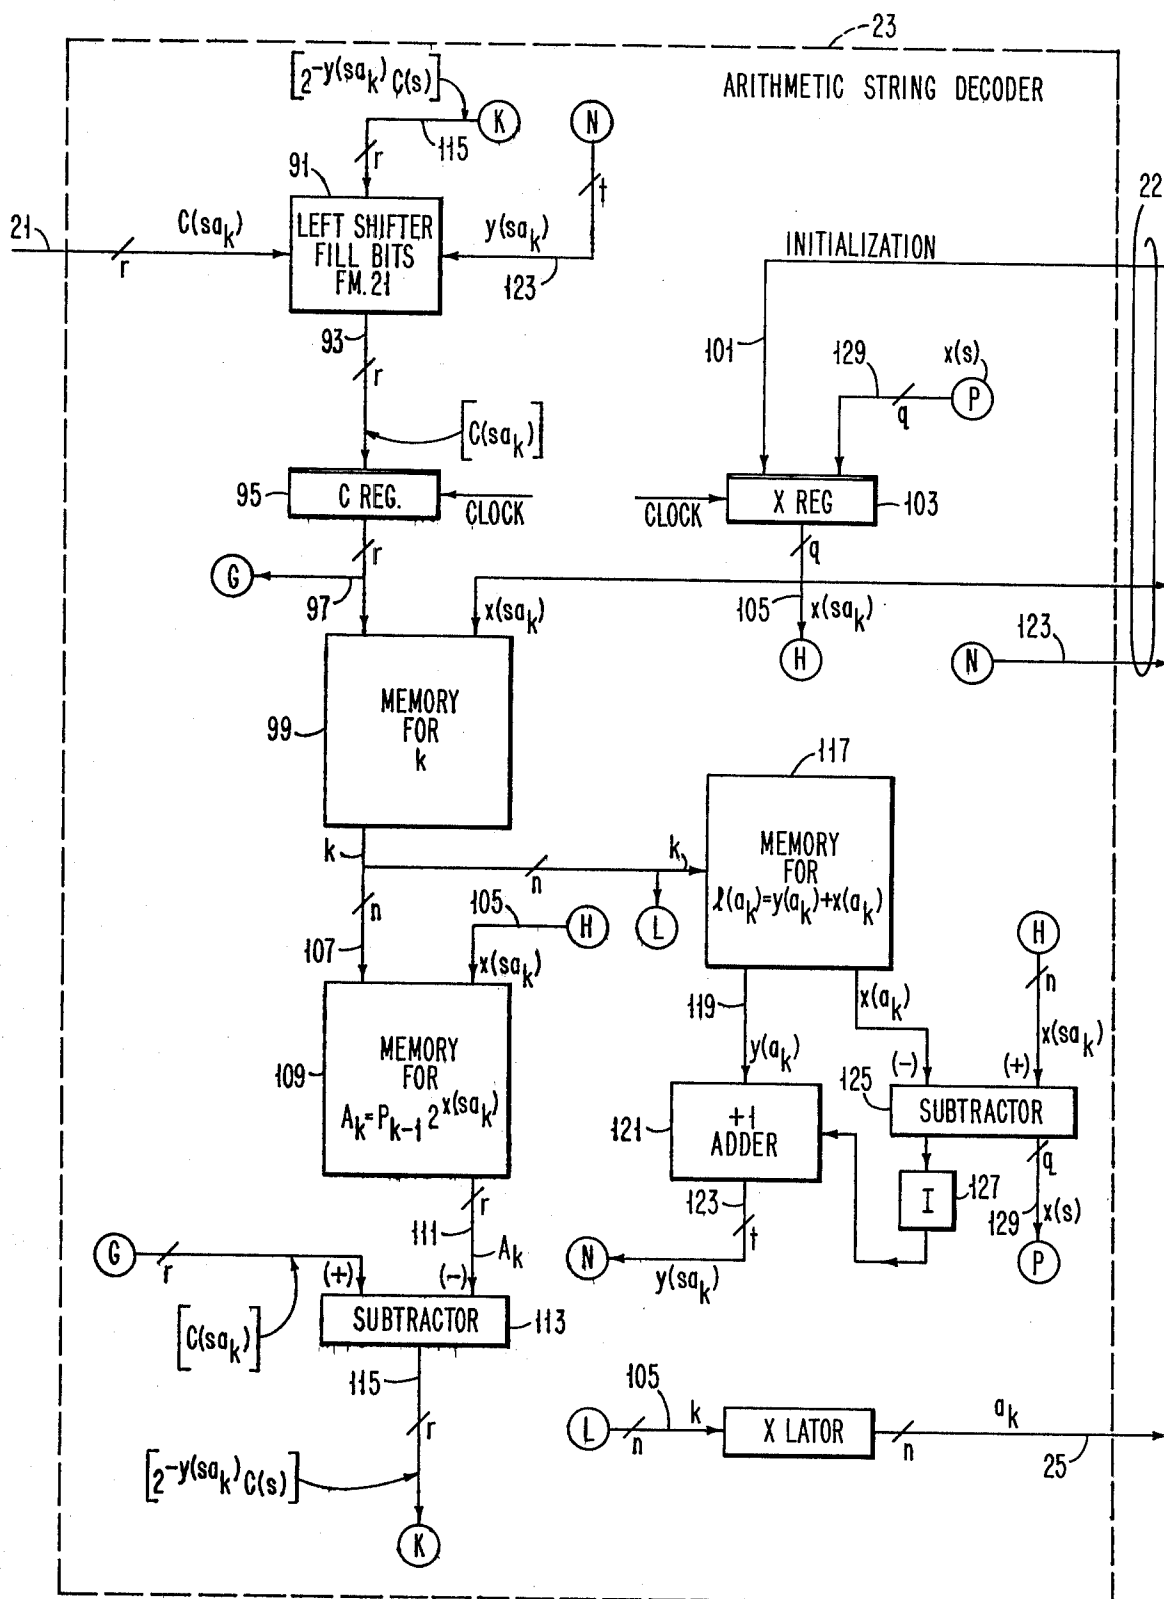 23
ARITHMETIC STRING DECODER
[2^-y(sa_k) C(s)]
K
N
115
r
t
91
22
21
C(sa_k)
r
LEFT SHIFTER
FILL BITS
FM.21
y(sa_k)
123
INITIALIZATION
93
r
101
129
x(s)
P
q
[C(sa_k)]
95
C REG.
CLOCK
CLOCK
X REG
103
r
q
G
97
x(sa_k)
105
x(sa_k)
H
N
123
99
MEMORY
FOR
k
117
k
n
k
MEMORY
FOR
ℓ(a_k)=y(a_k)+x(a_k)
n
105
H
L
H
107
x(sa_k)
n
119
x(a_k)
109
MEMORY
FOR
A_k=P_k-1 2^x(sa_k)
y(a_k)
x(sa_k)
(-)
(+)
125
SUBTRACTOR
121
+1
ADDER
q
r
123
I
127
111
t
129
x(s)
G
r
A_k
N
P
(+)
(-)
y(sa_k)
SUBTRACTOR
113
[C(sa_k)]
115
105
a_k
r
L
n
k
X LATOR
n
25
[2^-y(sa_k) C(s)]
K